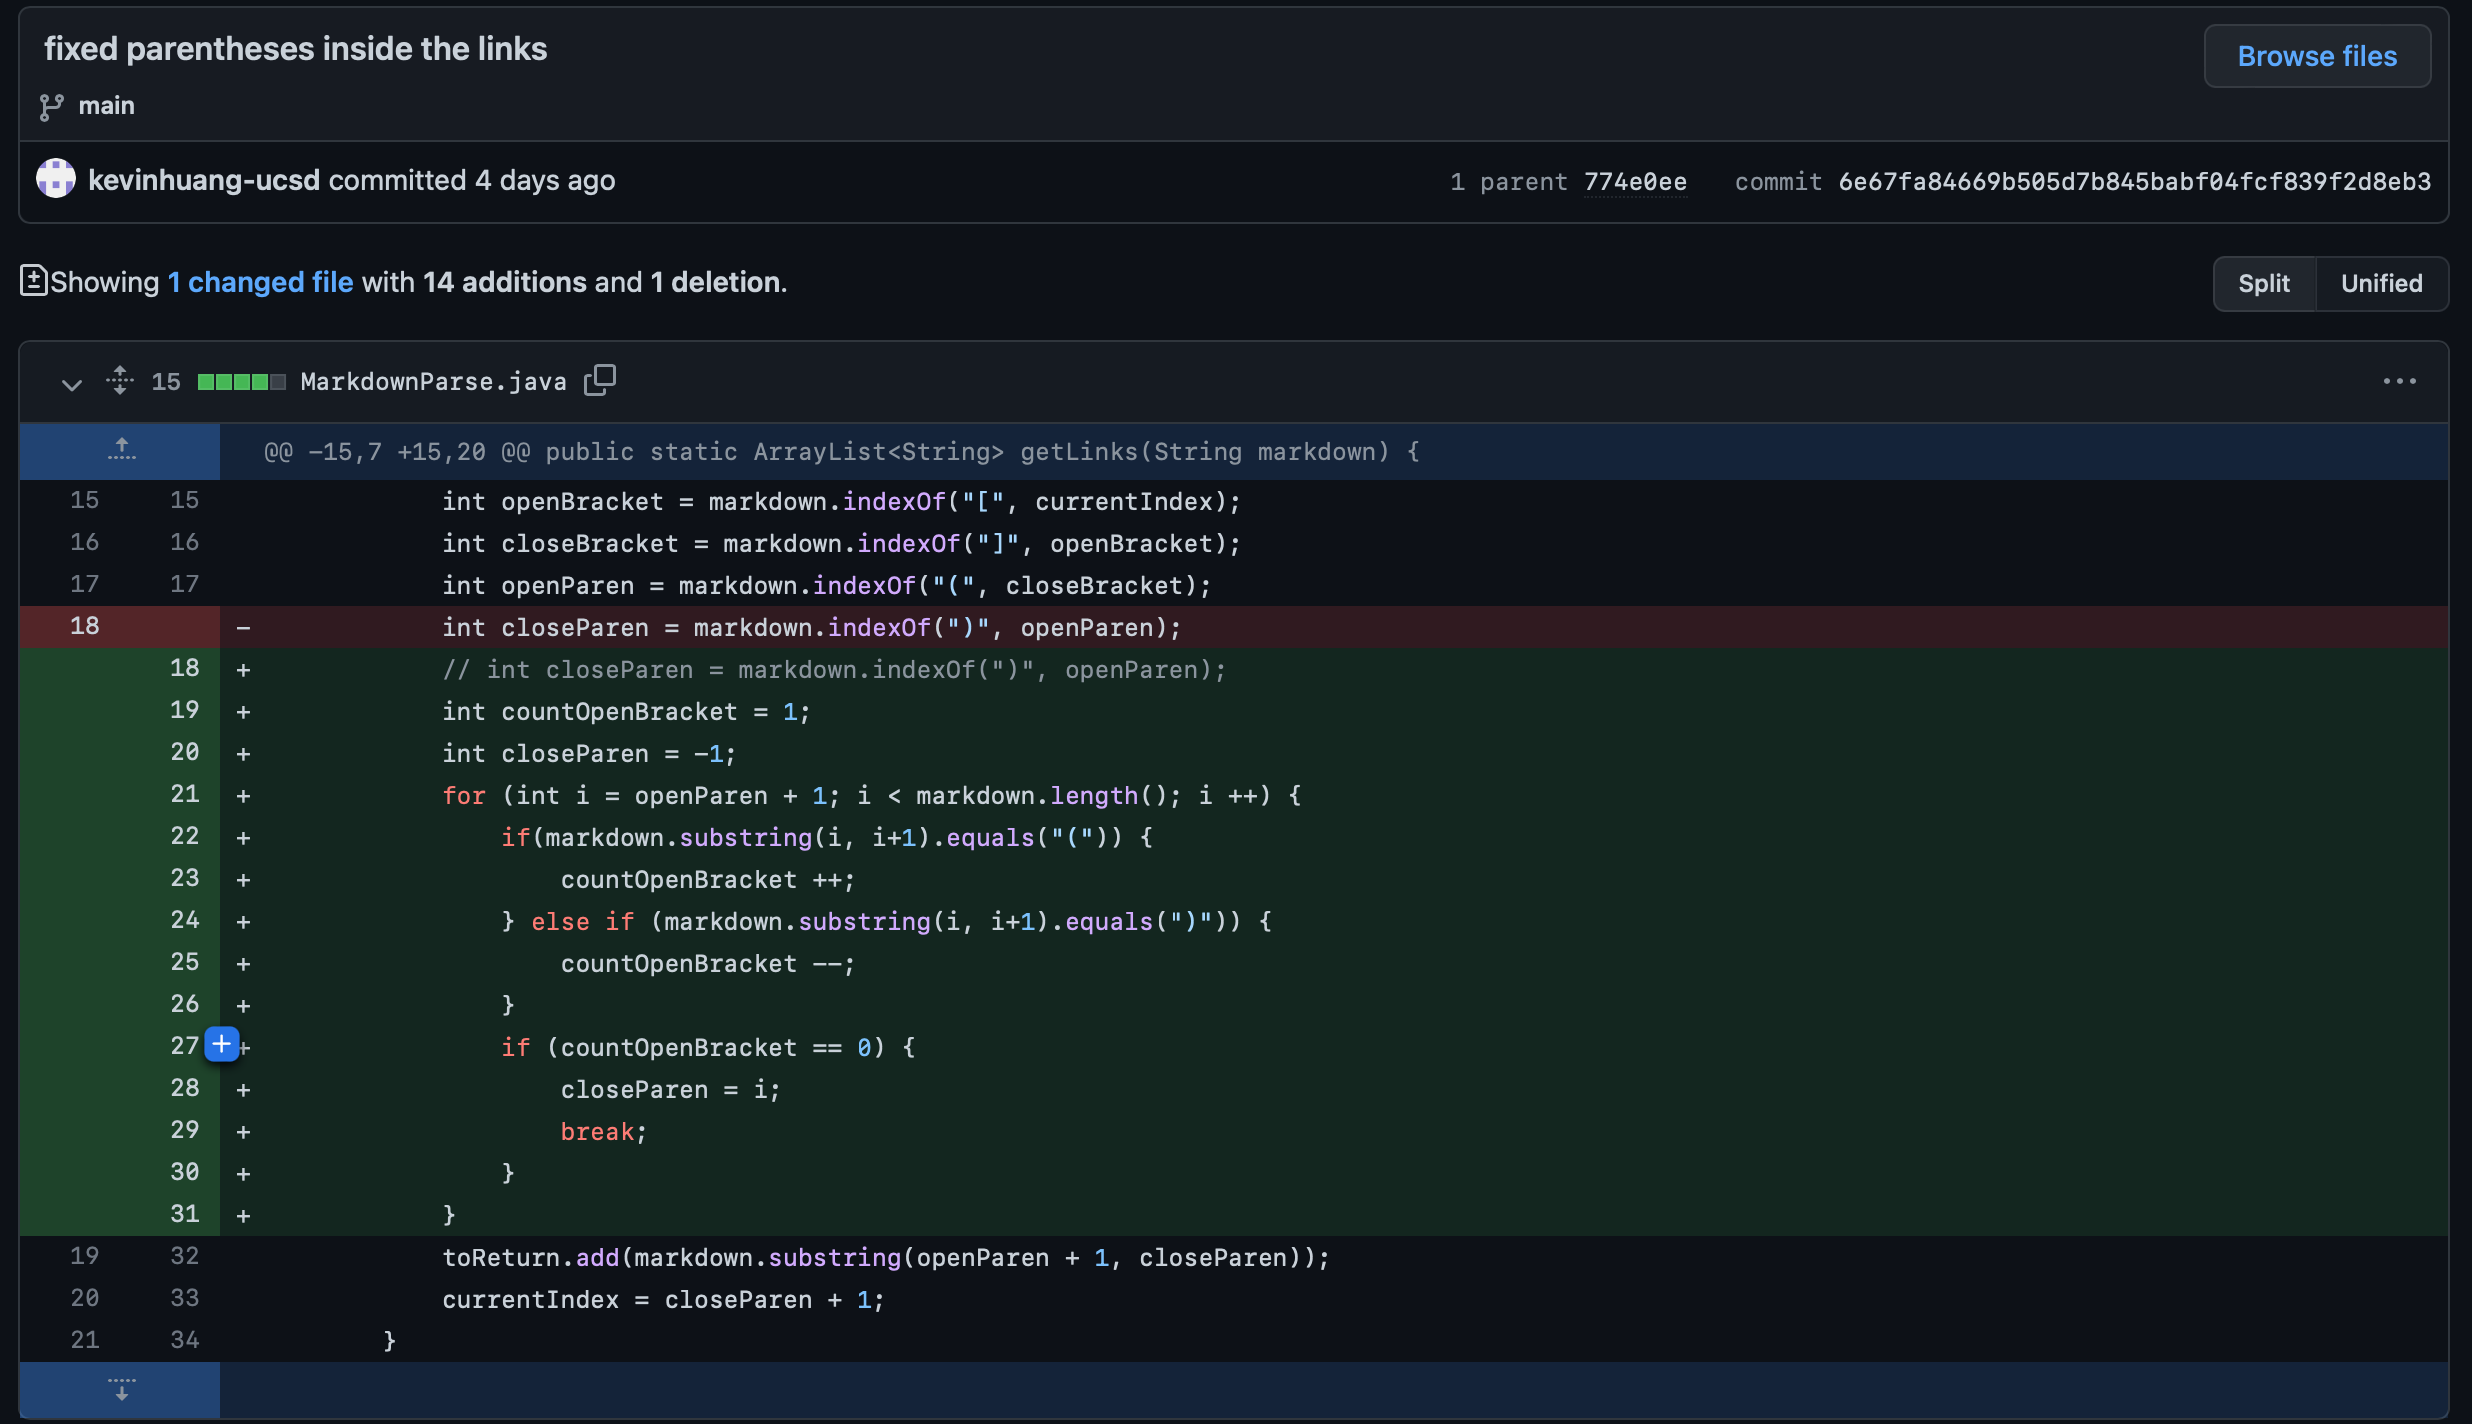 fixed parentheses inside the links
Browse files
main
kevinhuang-ucsd committed 4 days ago
1 parent 774e0ee commit 6e67fa84669b505d7b845babf04fcf839f2d8eb3
Showing 1 changed file with 14 additions and 1 deletion.
Split Unified
15 MarkdownParse.java
@@ -15,7 +15,20 @@ public static ArrayList<String> getLinks(String markdown) {
15 15 int openBracket = markdown.indexOf("[", currentIndex);
16 16 int closeBracket = markdown.indexOf("]", openBracket);
17 17 int openParen = markdown.indexOf("(", closeBracket);
18 - int closeParen = markdown.indexOf(")", openParen);
18 + // int closeParen = markdown.indexOf(")", openParen);
19 + int countOpenBracket = 1;
20 + int closeParen = -1;
21 + for (int i = openParen + 1; i < markdown.length(); i ++) {
22 + if(markdown.substring(i, i+1).equals("(")) {
23 + countOpenBracket ++;
24 + } else if (markdown.substring(i, i+1).equals(")")) {
25 + countOpenBracket --;
26 + }
27 + if (countOpenBracket == 0) {
28 + closeParen = i;
29 + break;
30 + }
31 + }
19 32 toReturn.add(markdown.substring(openParen + 1, closeParen));
20 33 currentIndex = closeParen + 1;
21 34 }